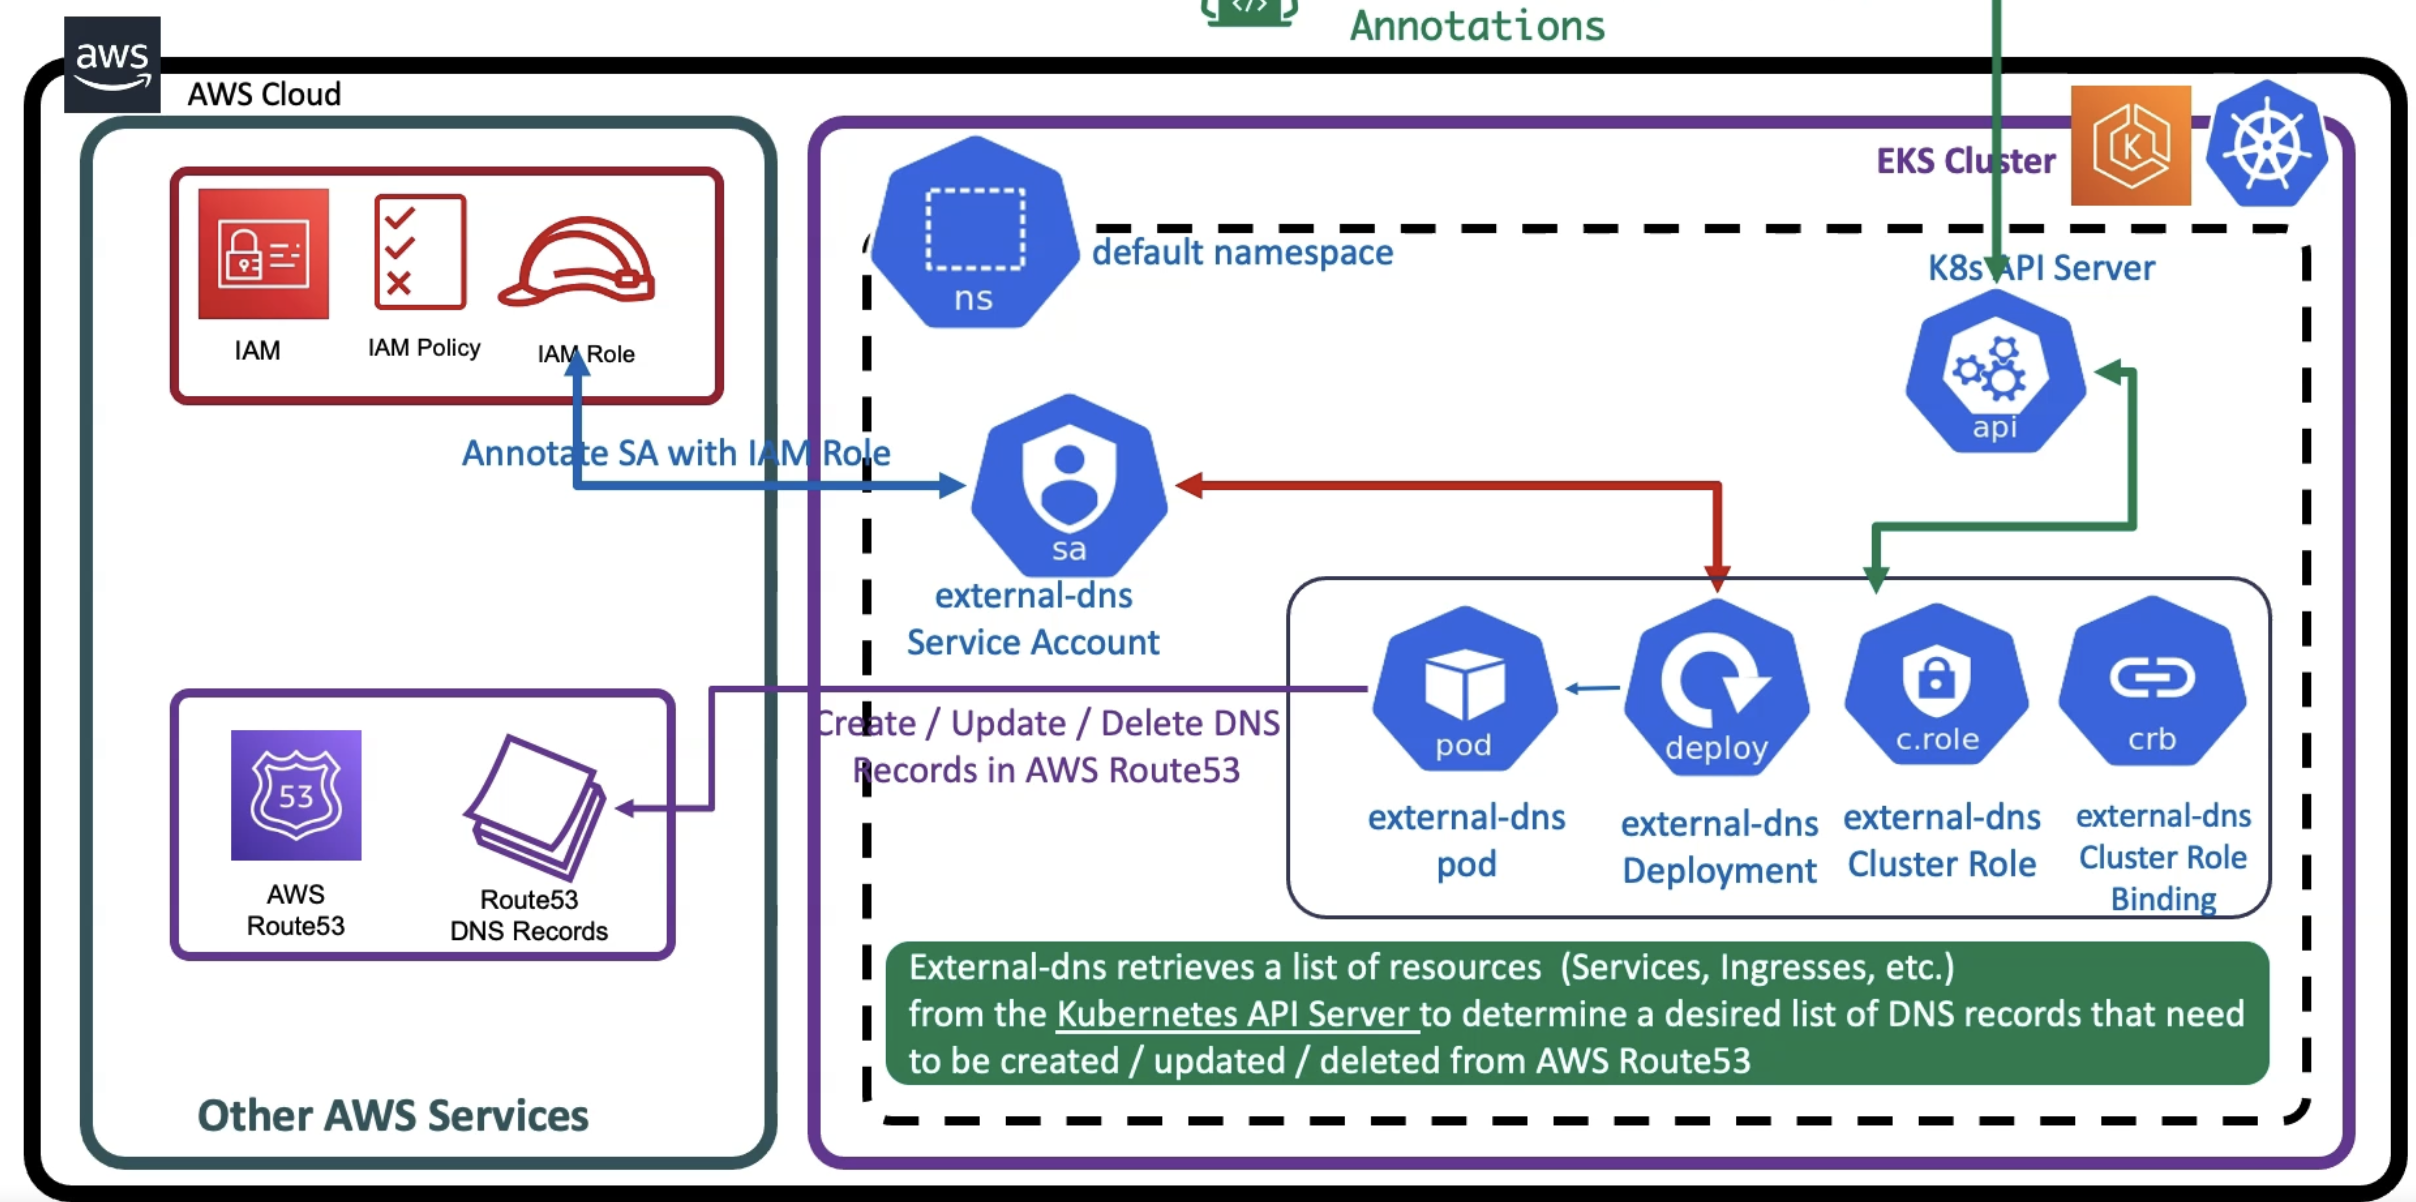 </>
Annotations
aws
AWS Cloud
EKS Cluster
K
ns
default namespace
K8s API Server
IAM
IAM Policy
IAM Role
api
Annotate SA with IAM Role
sa
external-dns
Service Account
pod
deploy
c.role
crb
Create / Update / Delete DNS
Records in AWS Route53
53
AWS
Route53
Route53
DNS Records
external-dns
pod
external-dns
Deployment
external-dns
Cluster Role
external-dns
Cluster Role
Binding
External-dns retrieves a list of resources (Services, Ingresses, etc.)
from the Kubernetes API Server to determine a desired list of DNS records that need
to be created / updated / deleted from AWS Route53
Other AWS Services